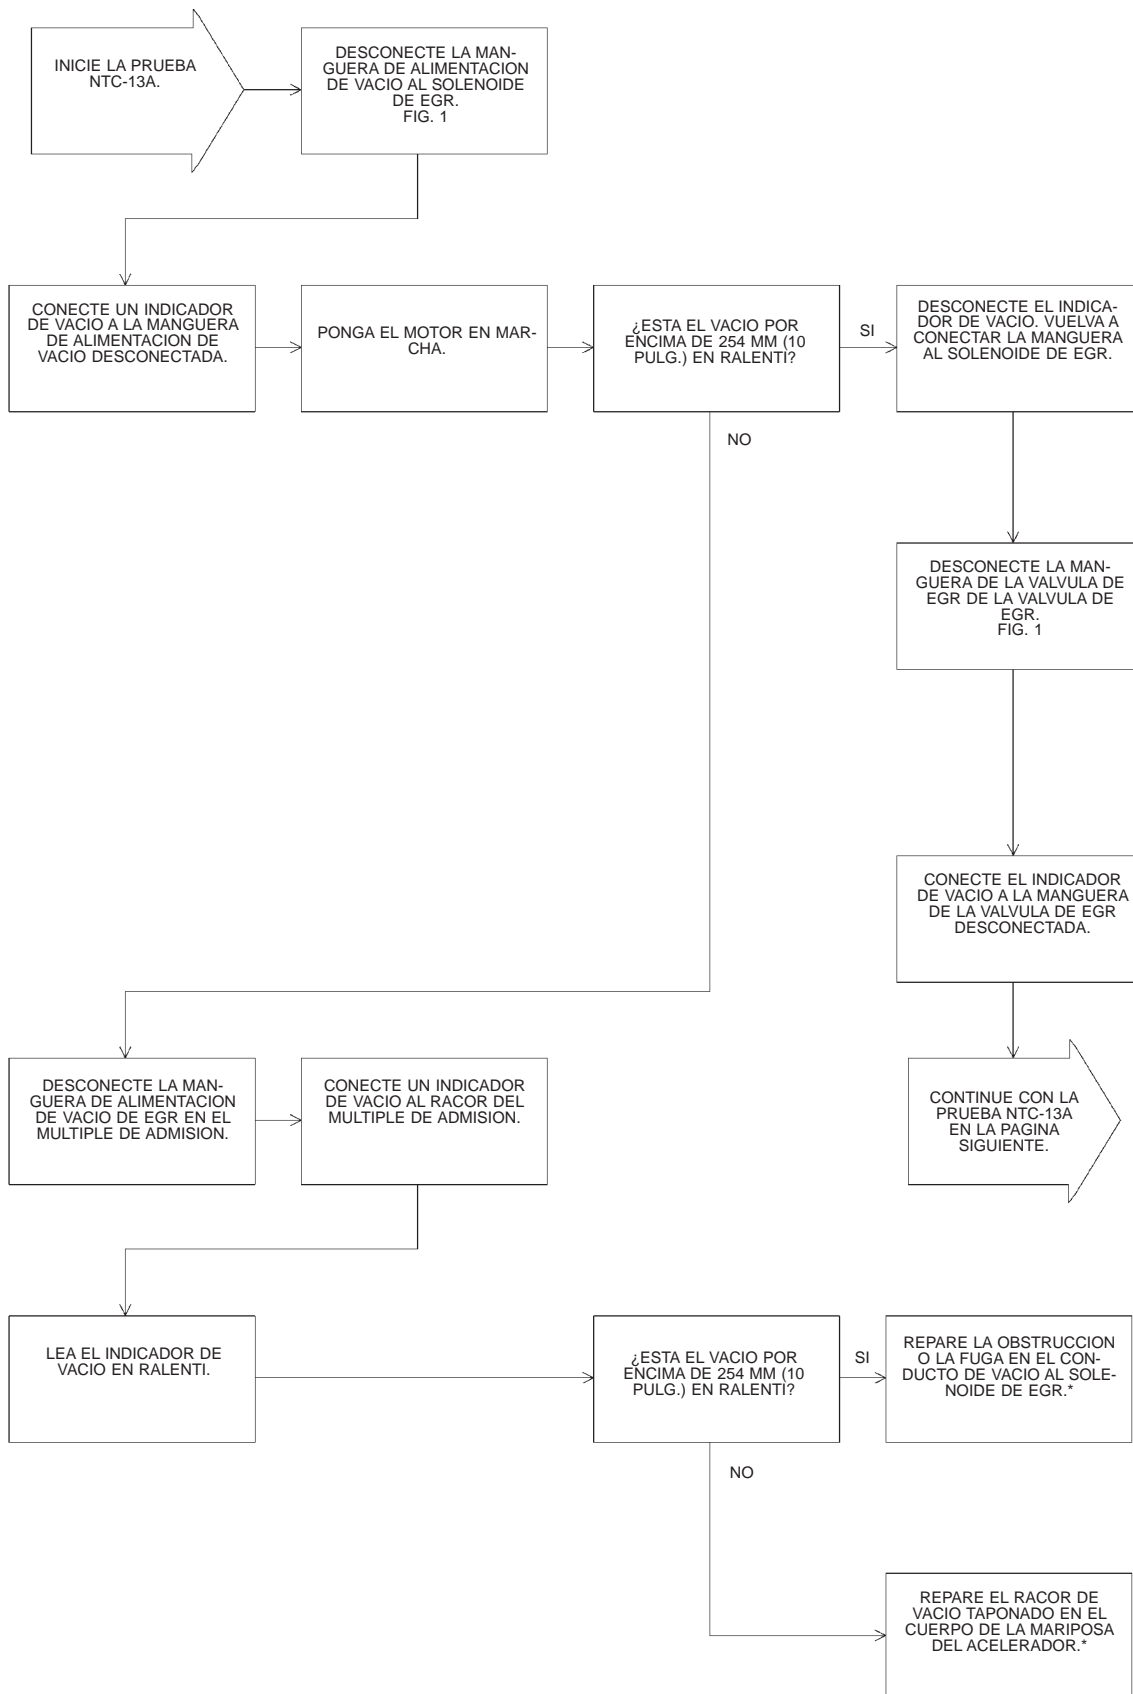 INICIE LA PRUEBA
NTC-13A.
DESCONECTE LA MAN-
GUERA DE ALIMENTACION
DE VACIO AL SOLENOIDE
DE EGR.
FIG. 1
CONECTE UN INDICADOR
DE VACIO A LA MANGUERA
DE ALIMENTACION DE
VACIO DESCONECTADA.
PONGA EL MOTOR EN MAR-
CHA.
¿ESTA EL VACIO POR
ENCIMA DE 254 MM (10
PULG.) EN RALENTI?
SI
DESCONECTE EL INDICA-
DOR DE VACIO. VUELVA A
CONECTAR LA MANGUERA
AL SOLENOIDE DE EGR.
NO
DESCONECTE LA MAN-
GUERA DE LA VALVULA DE
EGR DE LA VALVULA DE
EGR.
FIG. 1
CONECTE EL INDICADOR
DE VACIO A LA MANGUERA
DE LA VALVULA DE EGR
DESCONECTADA.
DESCONECTE LA MAN-
GUERA DE ALIMENTACION
DE VACIO DE EGR EN EL
MULTIPLE DE ADMISION.
CONECTE UN INDICADOR
DE VACIO AL RACOR DEL
MULTIPLE DE ADMISION.
CONTINUE CON LA
PRUEBA NTC-13A
EN LA PAGINA
SIGUIENTE.
LEA EL INDICADOR DE
VACIO EN RALENTI.
¿ESTA EL VACIO POR
ENCIMA DE 254 MM (10
PULG.) EN RALENTI?
SI
REPARE LA OBSTRUCCION
O LA FUGA EN EL CON-
DUCTO DE VACIO AL SOLE-
NOIDE DE EGR.*
NO
REPARE EL RACOR DE
VACIO TAPONADO EN EL
CUERPO DE LA MARIPOSA
DEL ACELERADOR.*